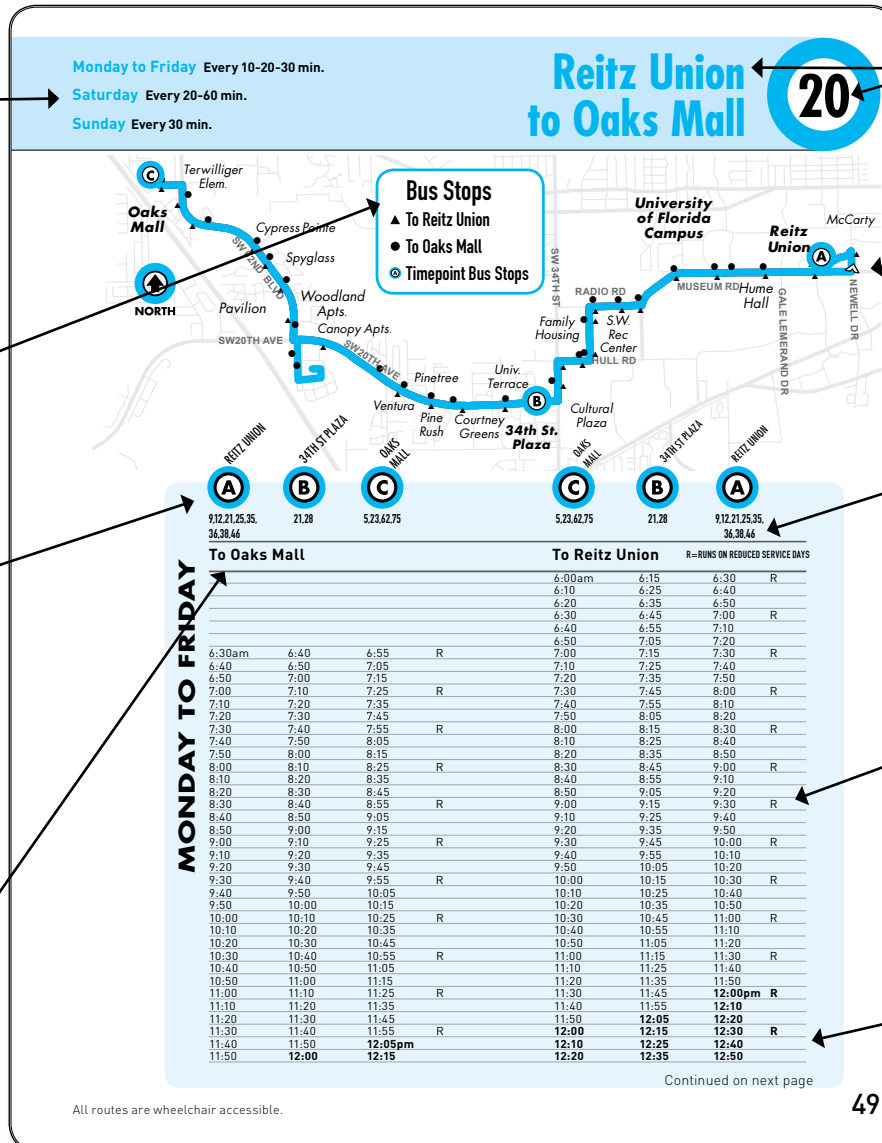 Monday to Friday Every 10-20-30 min.
Saturday Every 20-60 min.
Sunday Every 30 min.
Reitz Union
to Oaks Mall
20
C
Terwilliger
Elem.
Oaks
Mall
Cypress Pointe
SW 62ND BLVD
Spyglass
NORTH
Pavilion
Woodland
Apts.
Canopy Apts.
SW20TH AVE
SW20TH AVE
Bus Stops
▲ To Reitz Union
● To Oaks Mall
A Timepoint Bus Stops
Pinetree
Ventura
Pine
Rush
Courtney
Greens
Univ.
Terrace
B
34th St.
Plaza
Cultural
Plaza
SW 34TH ST
Family
Housing
RADIO RD
S.W.
Rec
Center
HULL RD
University
of Florida
Campus
MUSEUM RD
Hume
Hall
Reitz
Union
A
McCarty
GALE LEMERAND DR
NEWELL DR
REITZ UNION 34TH ST PLAZA OAKS MALL OAKS MALL 34TH ST PLAZA REITZ UNION
A B C C B A
9,12,21,25,35, 21,28 5,23,62,75 5,23,62,75 21,28 9,12,21,25,35,
36,38,46 36,38,46
To Oaks Mall To Reitz Union R=RUNS ON REDUCED SERVICE DAYS
MONDAY TO FRIDAY
6:00am 6:15 6:30 R
6:10 6:25 6:40
6:20 6:35 6:50
6:30 6:45 7:00 R
6:40 6:55 7:10
6:50 7:05 7:20
6:30am 6:40 6:55 R 7:00 7:15 7:30 R
6:40 6:50 7:05 7:10 7:25 7:40
6:50 7:00 7:15 7:20 7:35 7:50
7:00 7:10 7:25 R 7:30 7:45 8:00 R
7:10 7:20 7:35 7:40 7:55 8:10
7:20 7:30 7:45 7:50 8:05 8:20
7:30 7:40 7:55 R 8:00 8:15 8:30 R
7:40 7:50 8:05 8:10 8:25 8:40
7:50 8:00 8:15 8:20 8:35 8:50
8:00 8:10 8:25 R 8:30 8:45 9:00 R
8:10 8:20 8:35 8:40 8:55 9:10
8:20 8:30 8:45 8:50 9:05 9:20
8:30 8:40 8:55 R 9:00 9:15 9:30 R
8:40 8:50 9:05 9:10 9:25 9:40
8:50 9:00 9:15 9:20 9:35 9:50
9:00 9:10 9:25 R 9:30 9:45 10:00 R
9:10 9:20 9:35 9:40 9:55 10:10
9:20 9:30 9:45 9:50 10:05 10:20
9:30 9:40 9:55 R 10:00 10:15 10:30 R
9:40 9:50 10:05 10:10 10:25 10:40
9:50 10:00 10:15 10:20 10:35 10:50
10:00 10:10 10:25 R 10:30 10:45 11:00 R
10:10 10:20 10:35 10:40 10:55 11:10
10:20 10:30 10:45 10:50 11:05 11:20
10:30 10:40 10:55 R 11:00 11:15 11:30 R
10:40 10:50 11:05 11:10 11:25 11:40
10:50 11:00 11:15 11:20 11:35 11:50
11:00 11:10 11:25 R 11:30 11:45 12:00pm R
11:10 11:20 11:35 11:40 11:55 12:10
11:20 11:30 11:45 11:50 12:05 12:20
11:30 11:40 11:55 R 12:00 12:15 12:30 R
11:40 11:50 12:05pm 12:10 12:25 12:40
11:50 12:00 12:15 12:20 12:35 12:50
Continued on next page
All routes are wheelchair accessible.
49